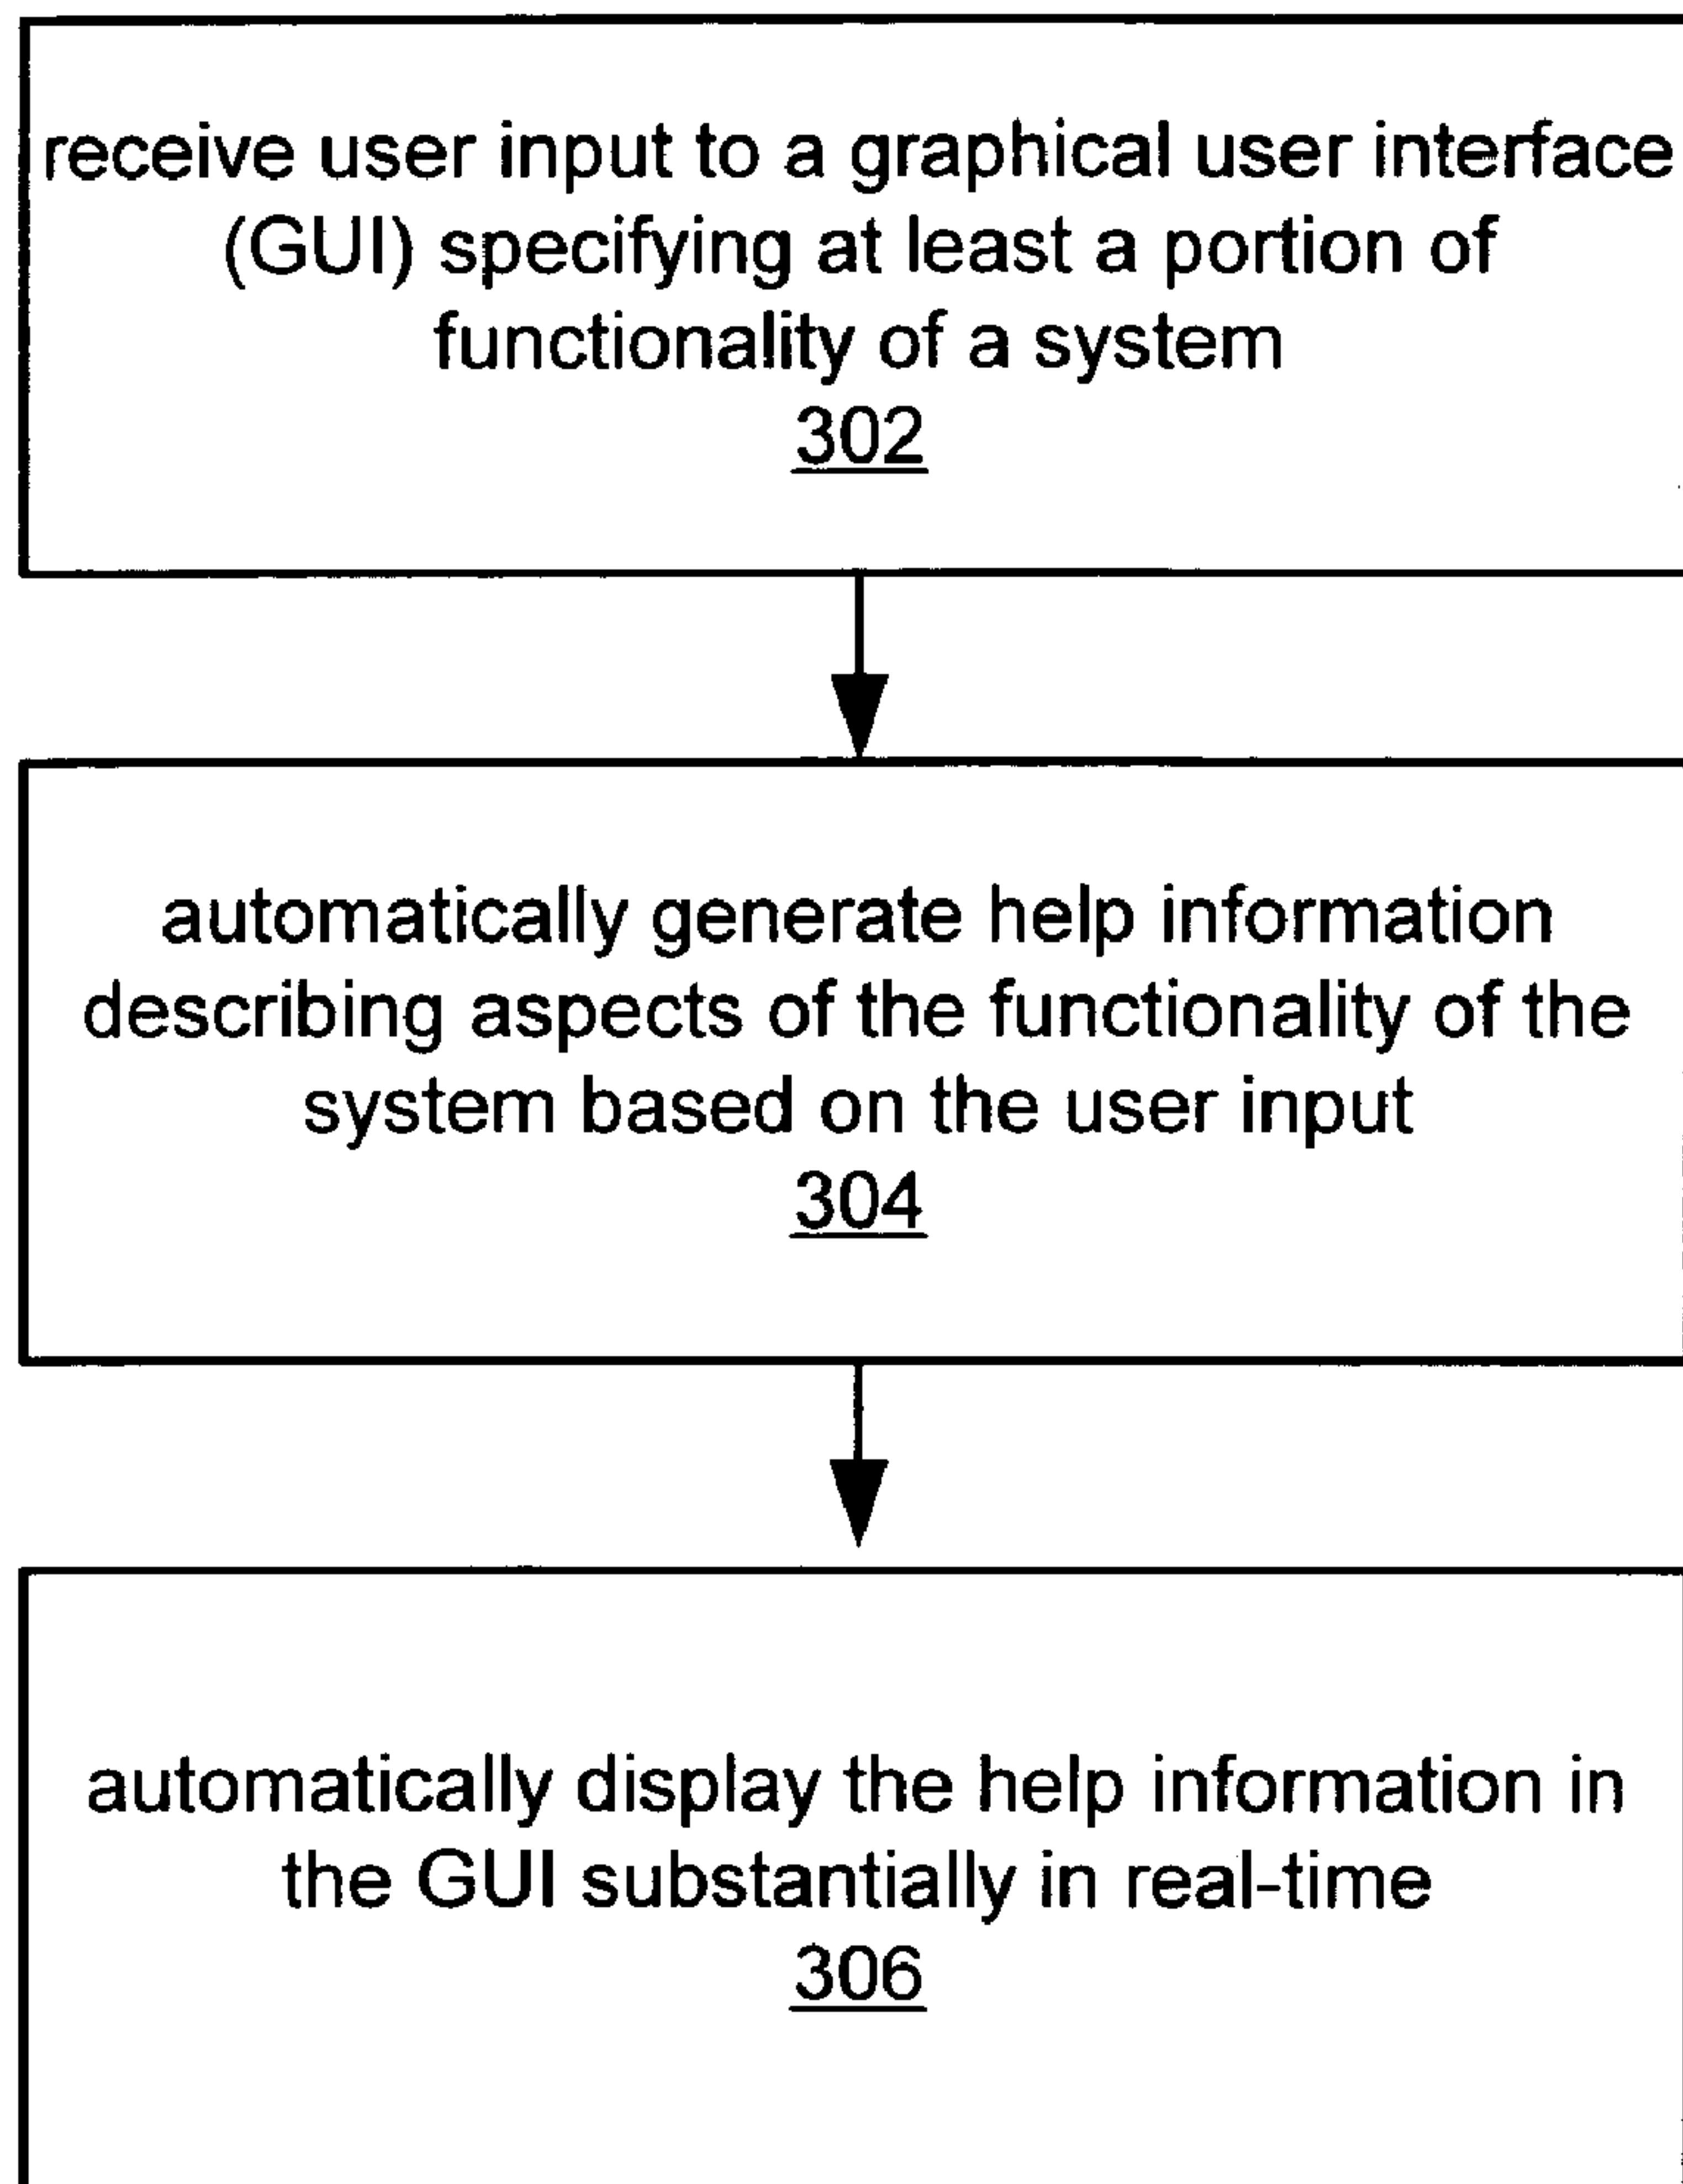 receive user input to a graphical user interface
(GUI) specifying at least a portion of
functionality of a system
302
automatically generate help information
describing aspects of the functionality of the
system based on the user input
304
automatically display the help information in
the GUI substantially in real-time
306